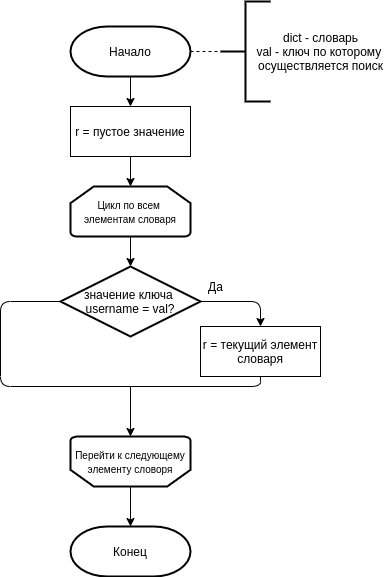 Начало
dict - словарь
val - ключ по которому
осуществляется поиск
r = пустое значение
Цикл по всем
элементам словаря
значение ключа
username = val?
Да
r = текущий элемент
словаря
Перейти к следующему
элементу словоря
Конец